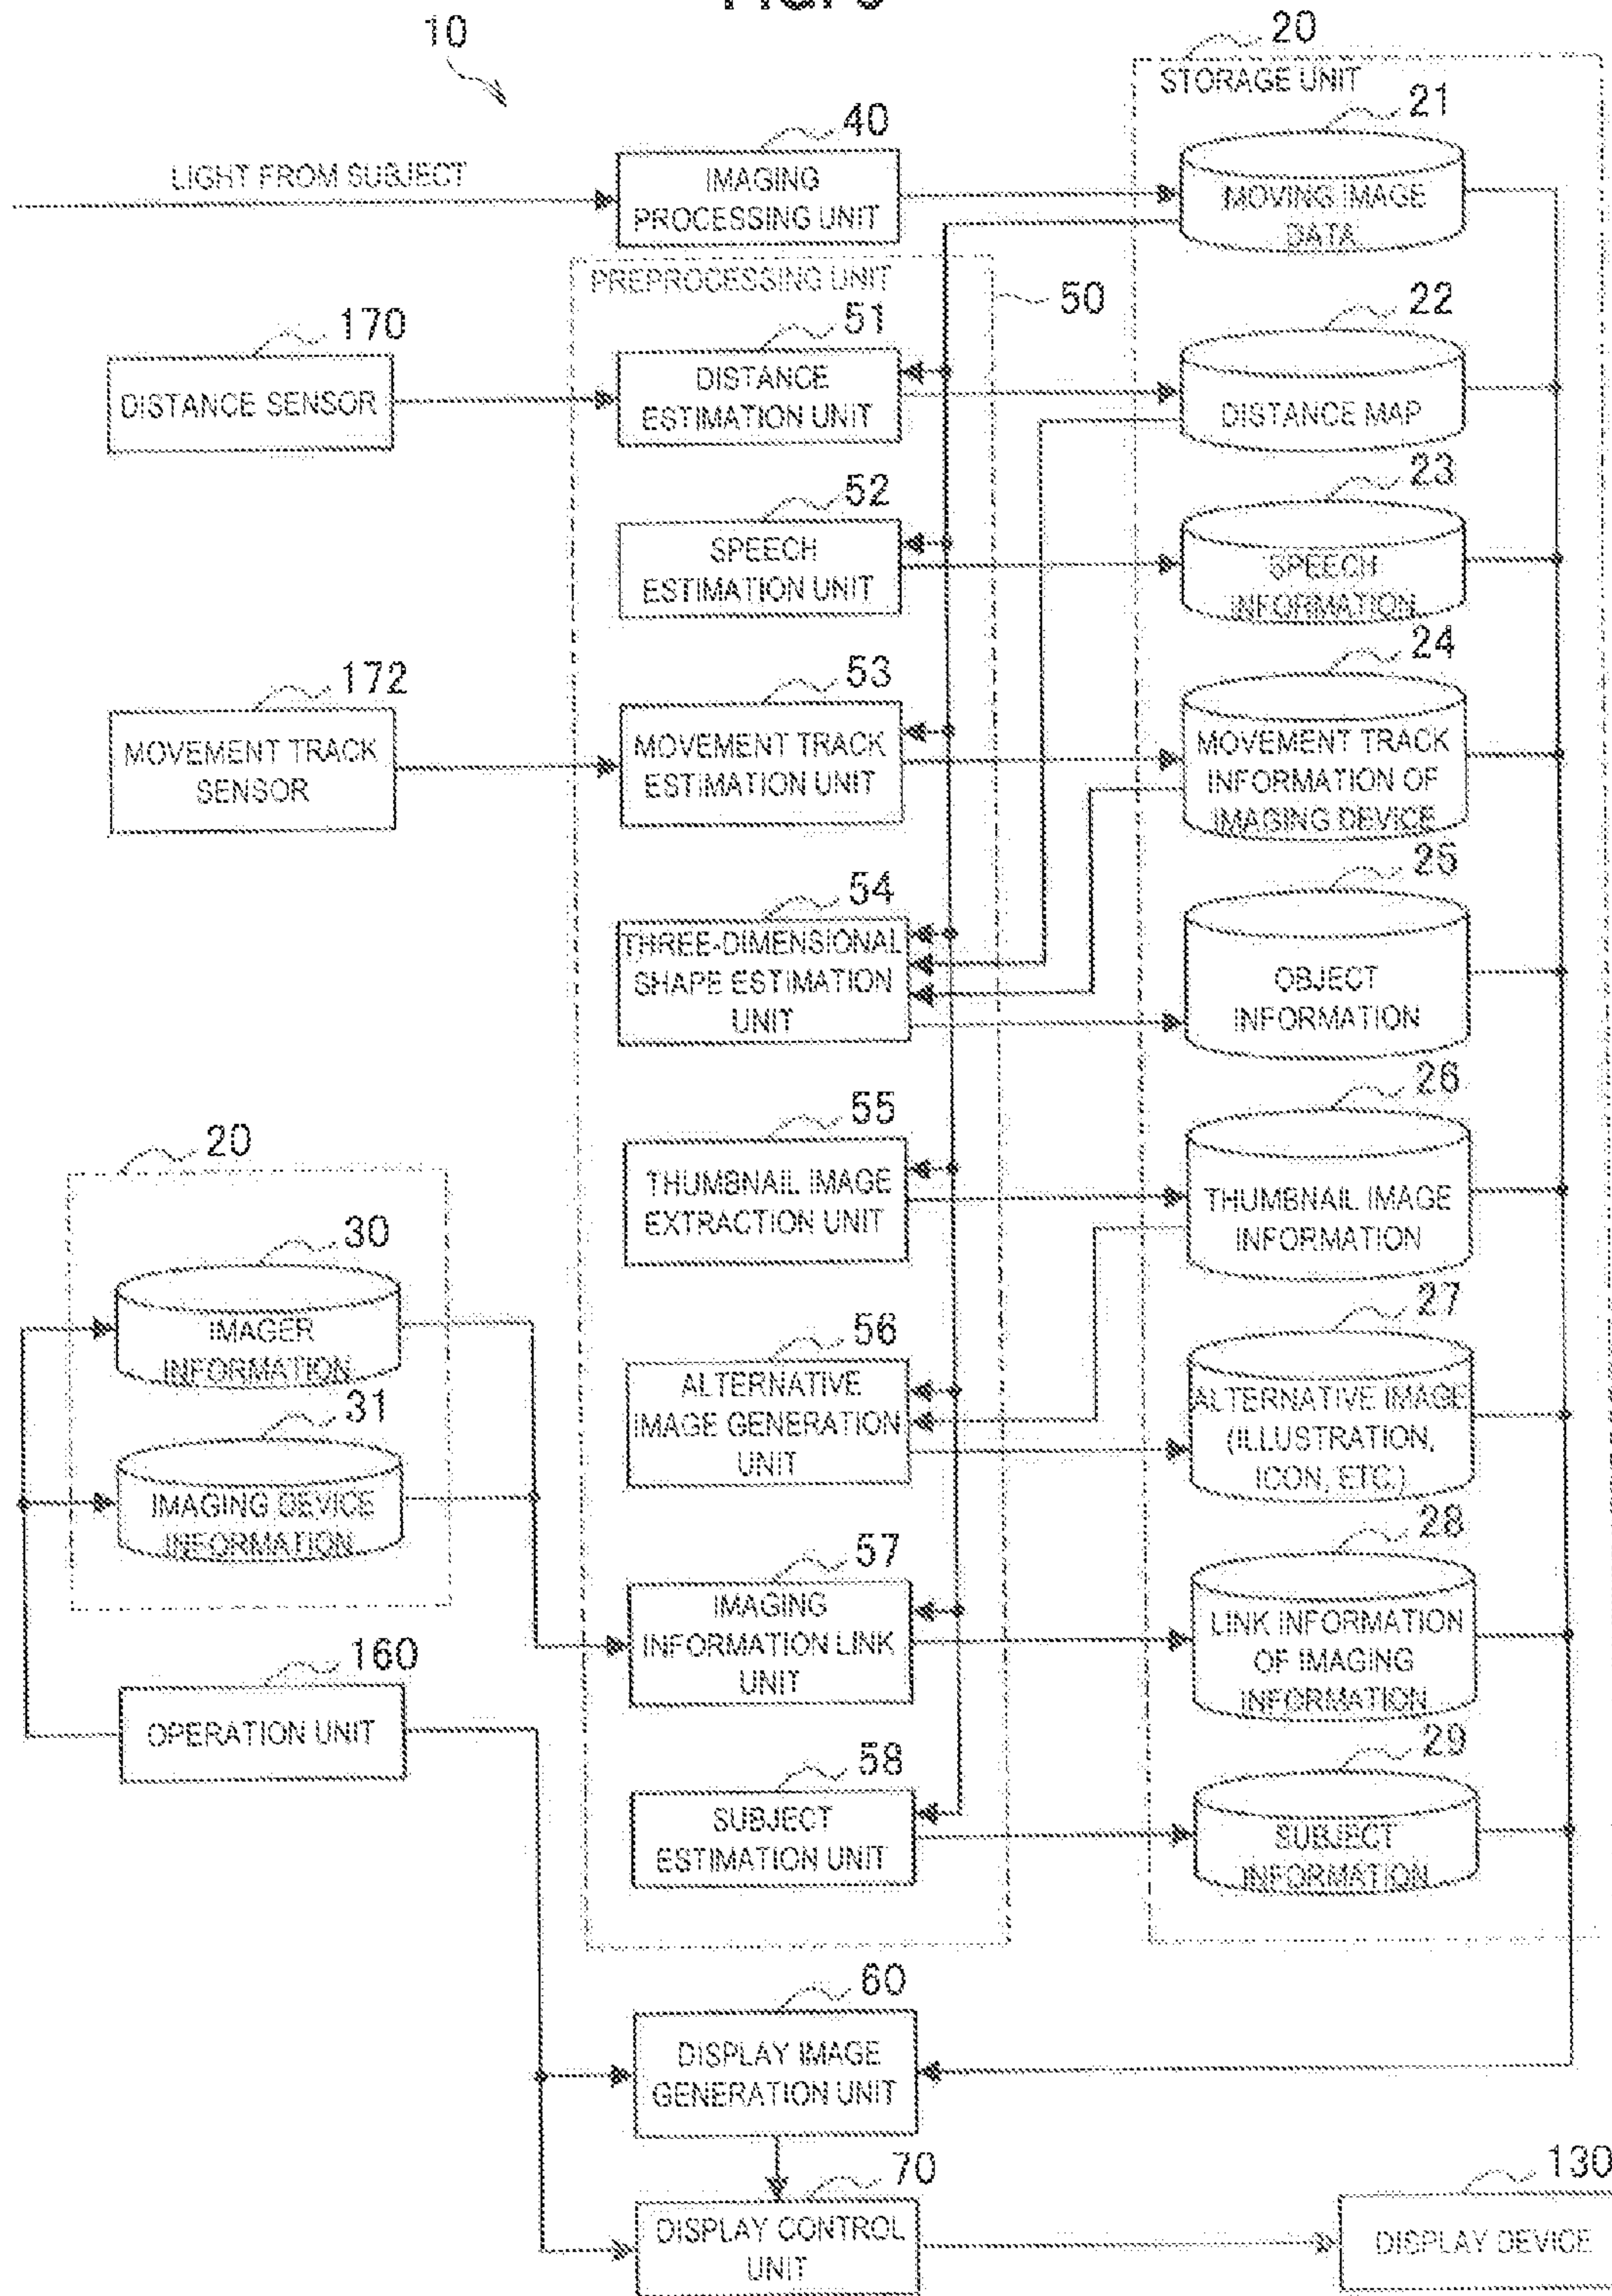 10
20
STORAGE UNIT
21
40
LIGHT FROM SUBJECT
IMAGING
PROCESSING UNIT
MOVING IMAGE
DATA
PREPROCESSING UNIT
50
22
170
51
DISTANCE SENSOR
DISTANCE
ESTIMATION UNIT
DISTANCE MAP
23
52
SPEECH
ESTIMATION UNIT
SPEECH
INFORMATION
24
172
53
MOVEMENT TRACK
SENSOR
MOVEMENT TRACK
ESTIMATION UNIT
MOVEMENT TRACK
INFORMATION OF
IMAGING DEVICE
25
54
THREE-DIMENSIONAL
SHAPE ESTIMATION
UNIT
OBJECT
INFORMATION
26
55
20
THUMBNAIL IMAGE
EXTRACTION UNIT
THUMBNAIL IMAGE
INFORMATION
30
27
IMAGER
INFORMATION
56
ALTERNATIVE
IMAGE GENERATION
UNIT
ALTERNATIVE IMAGE
(ILLUSTRATION,
ICON, ETC.)
31
IMAGING DEVICE
INFORMATION
28
57
IMAGING
INFORMATION LINK
UNIT
LINK INFORMATION
OF IMAGING
INFORMATION
160
OPERATION UNIT
29
58
SUBJECT
ESTIMATION UNIT
SUBJECT
INFORMATION
60
DISPLAY IMAGE
GENERATION UNIT
70
130
DISPLAY CONTROL
UNIT
DISPLAY DEVICE